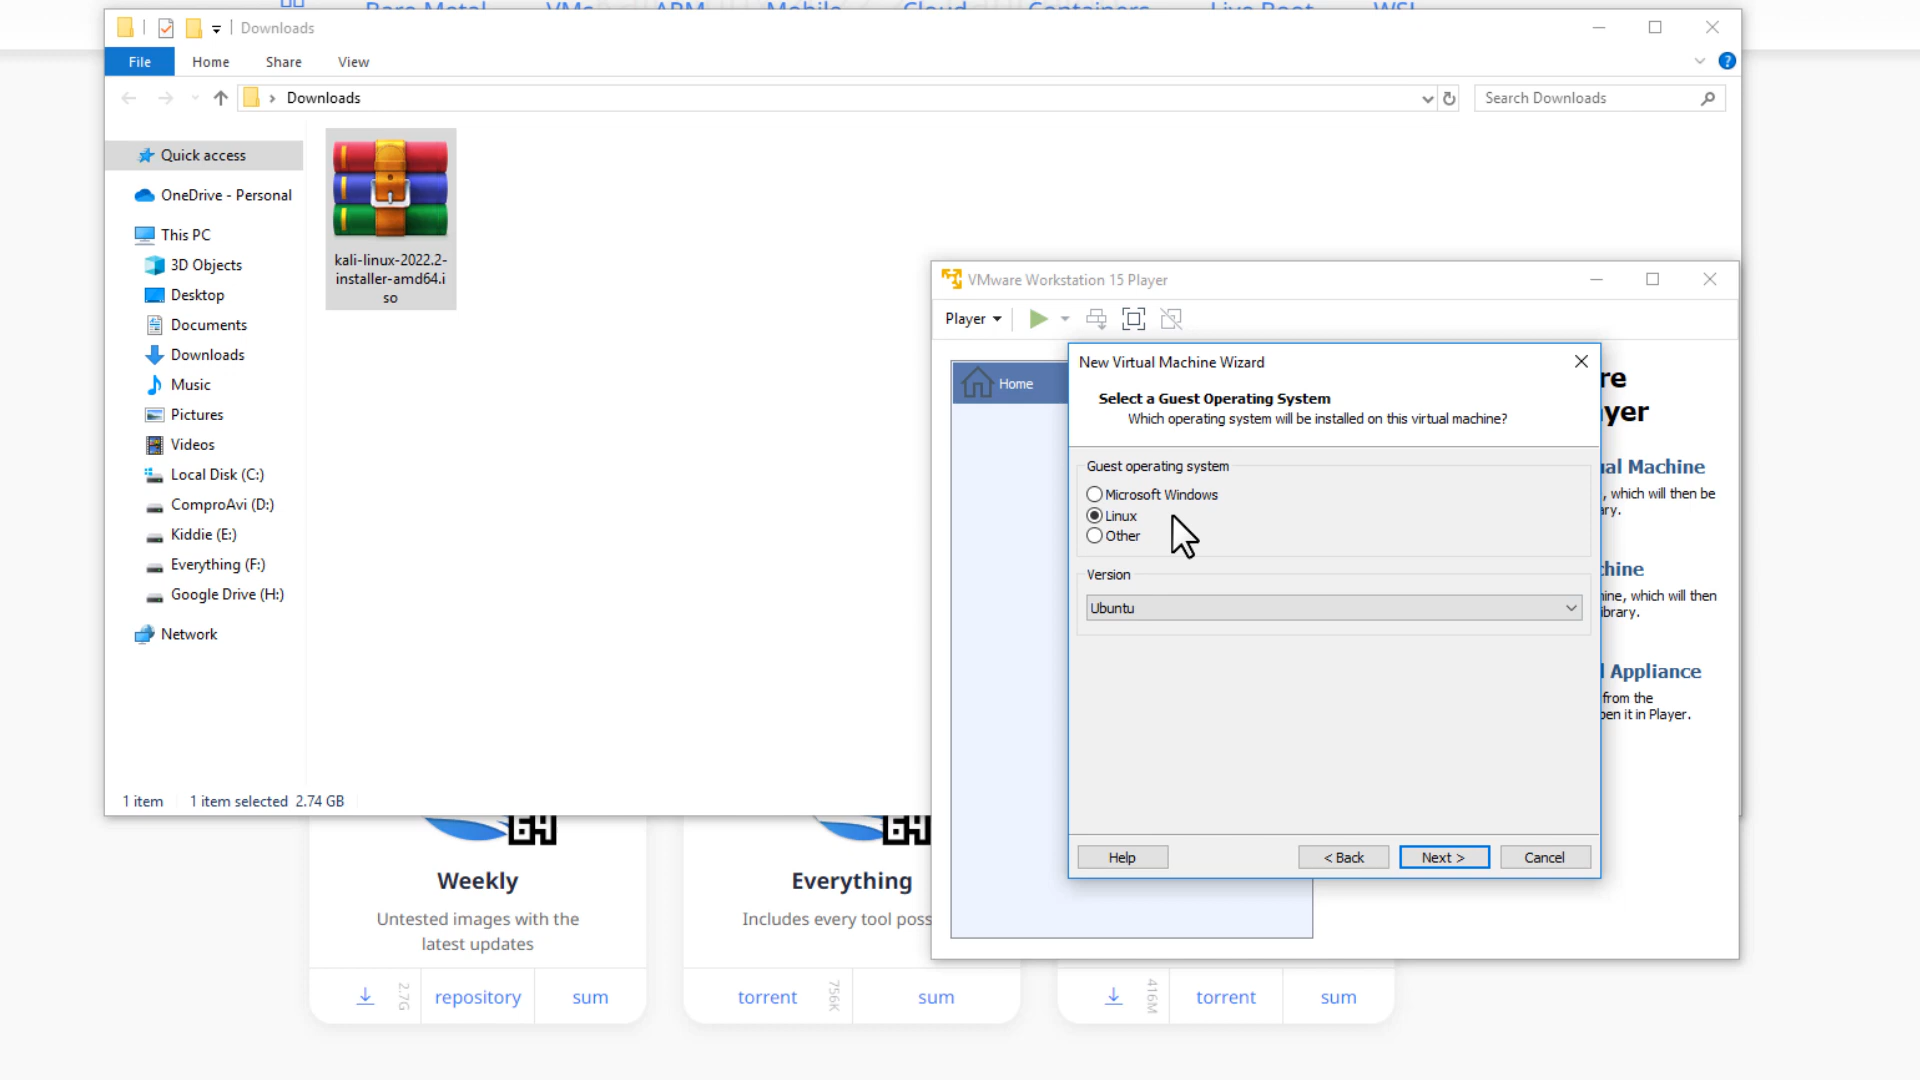 Bare Metal VMs ARM Mobile Cloud Containers Live Boot WSL
Downloads
File Home Share View
Downloads
Search Downloads
Quick access
OneDrive - Personal
This PC
3D Objects
Desktop
Documents
Downloads
Music
Pictures
Videos
Local Disk (C:)
ComproAvi (D:)
Kiddie (E:)
Everything (F:)
Google Drive (H:)
Network
kali-linux-2022.2-
installer-amd64.i
so
1 item 1 item selected 2.74 GB
VMware Workstation 15 Player
Player
Home
New Virtual Machine Wizard
Select a Guest Operating System
Which operating system will be installed on this virtual machine?
Guest operating system
Microsoft Windows
Linux
Other
Version
Ubuntu
Help < Back Next > Cancel
re
yer
ual Machine
, which will then be
ary.
chine
ine, which will then
ibrary.
l Appliance
from the
pen it in Player.
64
Weekly
Untested images with the
latest updates
2.7G repository sum
64
Everything
Includes every tool poss
torrent 756K sum
416M torrent sum